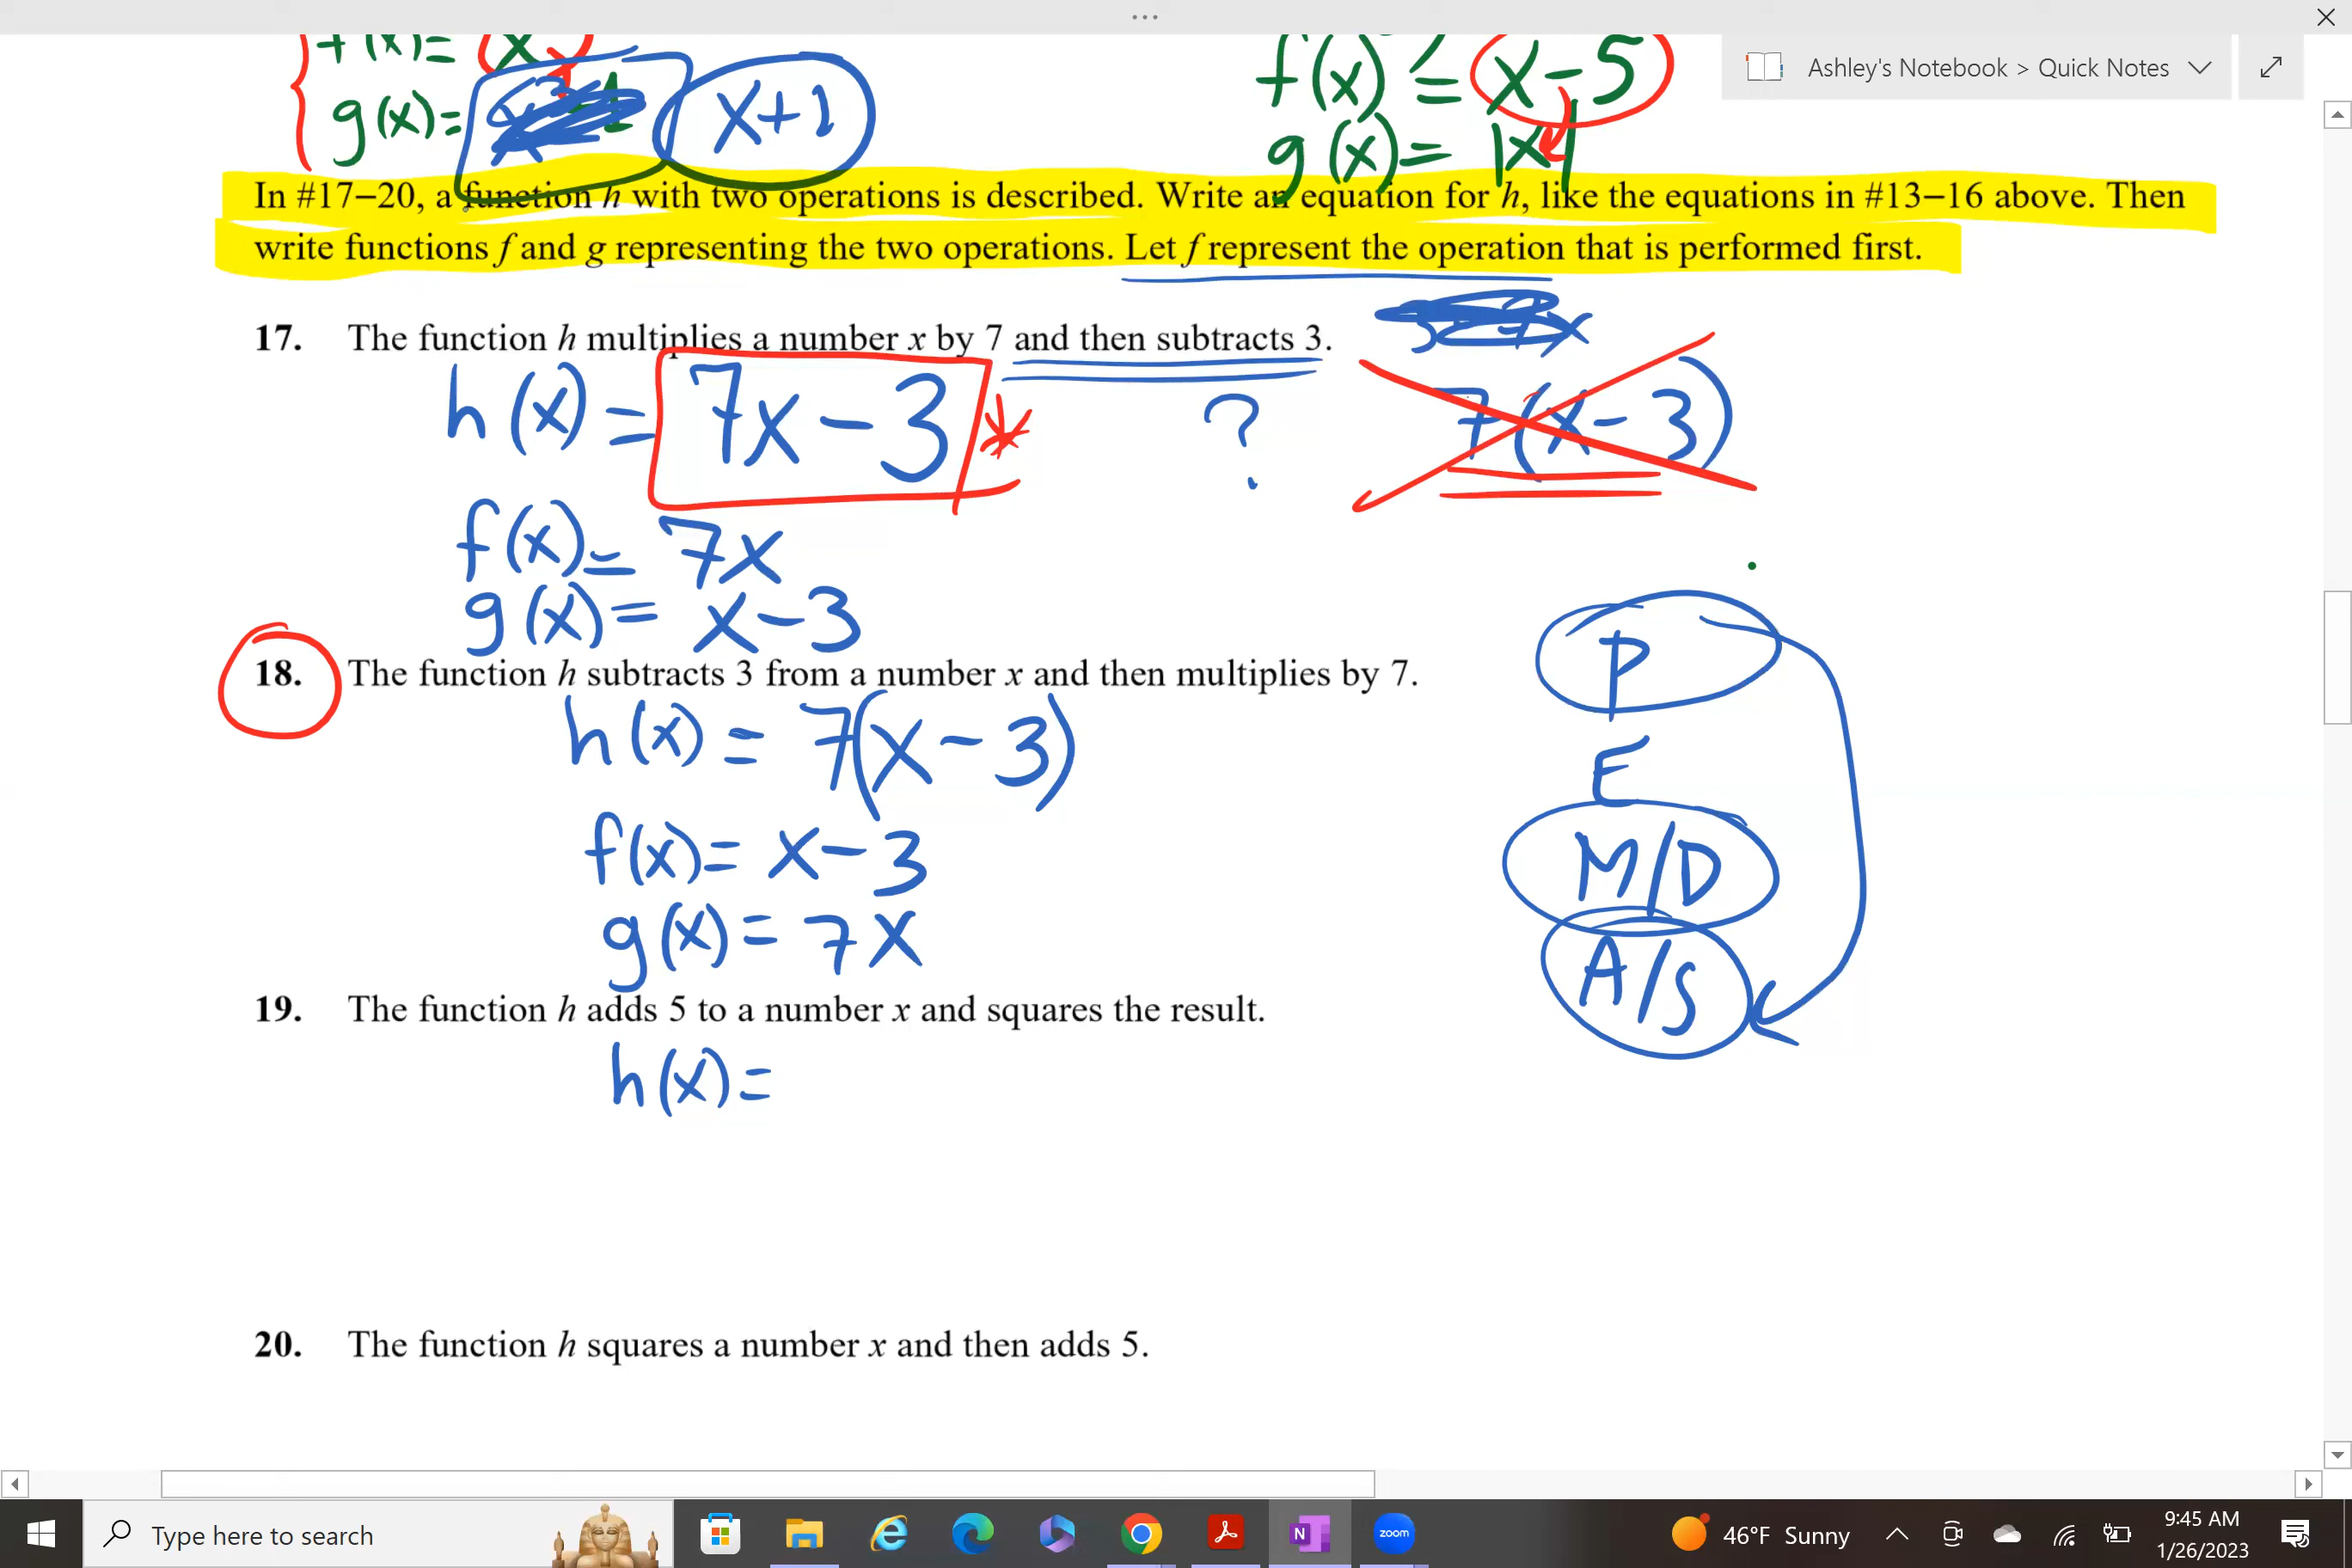 ...
Ashley's Notebook > Quick Notes
f(x)=
g(x)= x+1
f(x) = x-5
g(x)= |x|
In #17–20, a function h with two operations is described. Write an equation for h, like the equations in #13–16 above. Then
write functions f and g representing the two operations. Let f represent the operation that is performed first.
17. The function h multiplies a number x by 7 and then subtracts 3.
h(x) = 7x-3 * ? 7(x-3)
f(x)= 7x
g(x)= x-3
18. The function h subtracts 3 from a number x and then multiplies by 7.
h(x) = 7(x-3)
f(x)= x-3
g(x)= 7x
P
E
M/D
A/S
19. The function h adds 5 to a number x and squares the result.
h(x)=
20. The function h squares a number x and then adds 5.
Type here to search
zoom
46°F Sunny
9:45 AM
1/26/2023